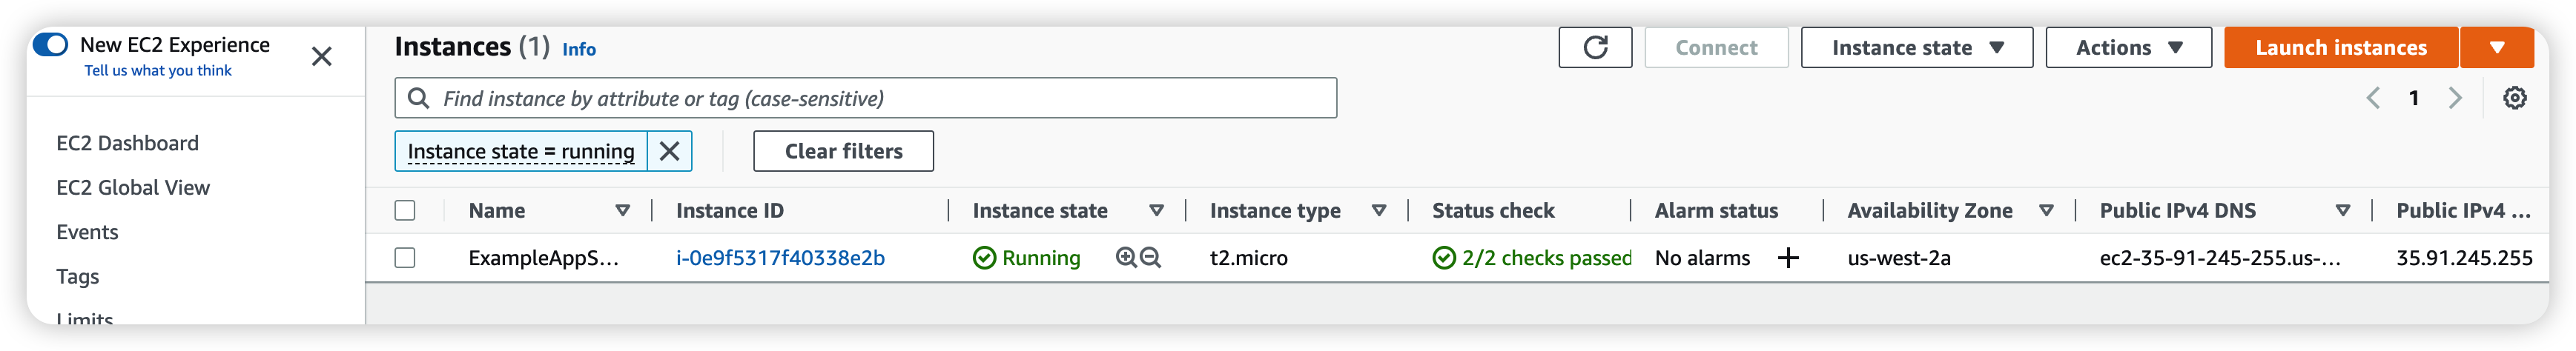 New EC2 Experience
Tell us what you think
EC2 Dashboard
EC2 Global View
Events
Tags
Limits
Instances (1) Info
Connect Instance state Actions Launch instances
Find instance by attribute or tag (case-sensitive)
1
Instance state = running Clear filters
Name Instance ID Instance state Instance type Status check Alarm status Availability Zone Public IPv4 DNS Public IPv4 ...
ExampleAppS... i-0e9f5317f40338e2b Running t2.micro 2/2 checks passed No alarms us-west-2a ec2-35-91-245-255.us-... 35.91.245.255